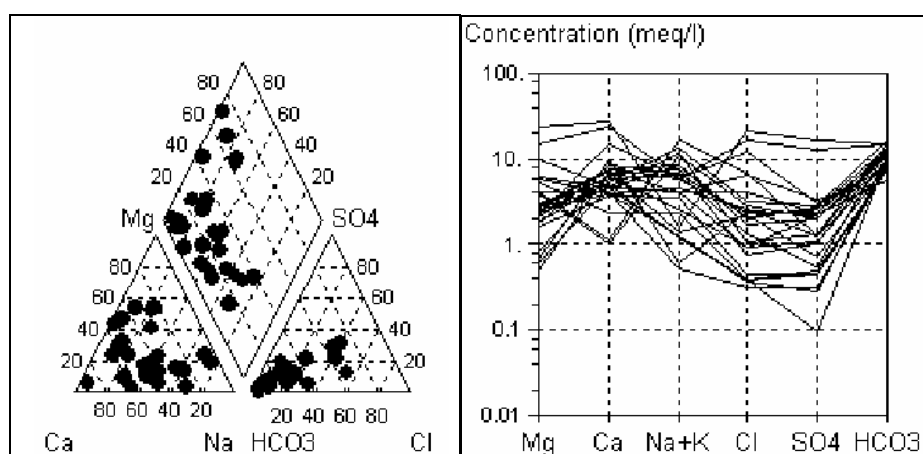 80 80
60 60
40 40
20 20
Mg SO4
80 80
60 60
40 40
20 20
80 60 40 20 20 40 60 80
Ca Na HCO3 Cl
Concentration (meq/l)
100.
10.
1.
0.1
0.01
Mg Ca Na+K Cl SO4 HCO3